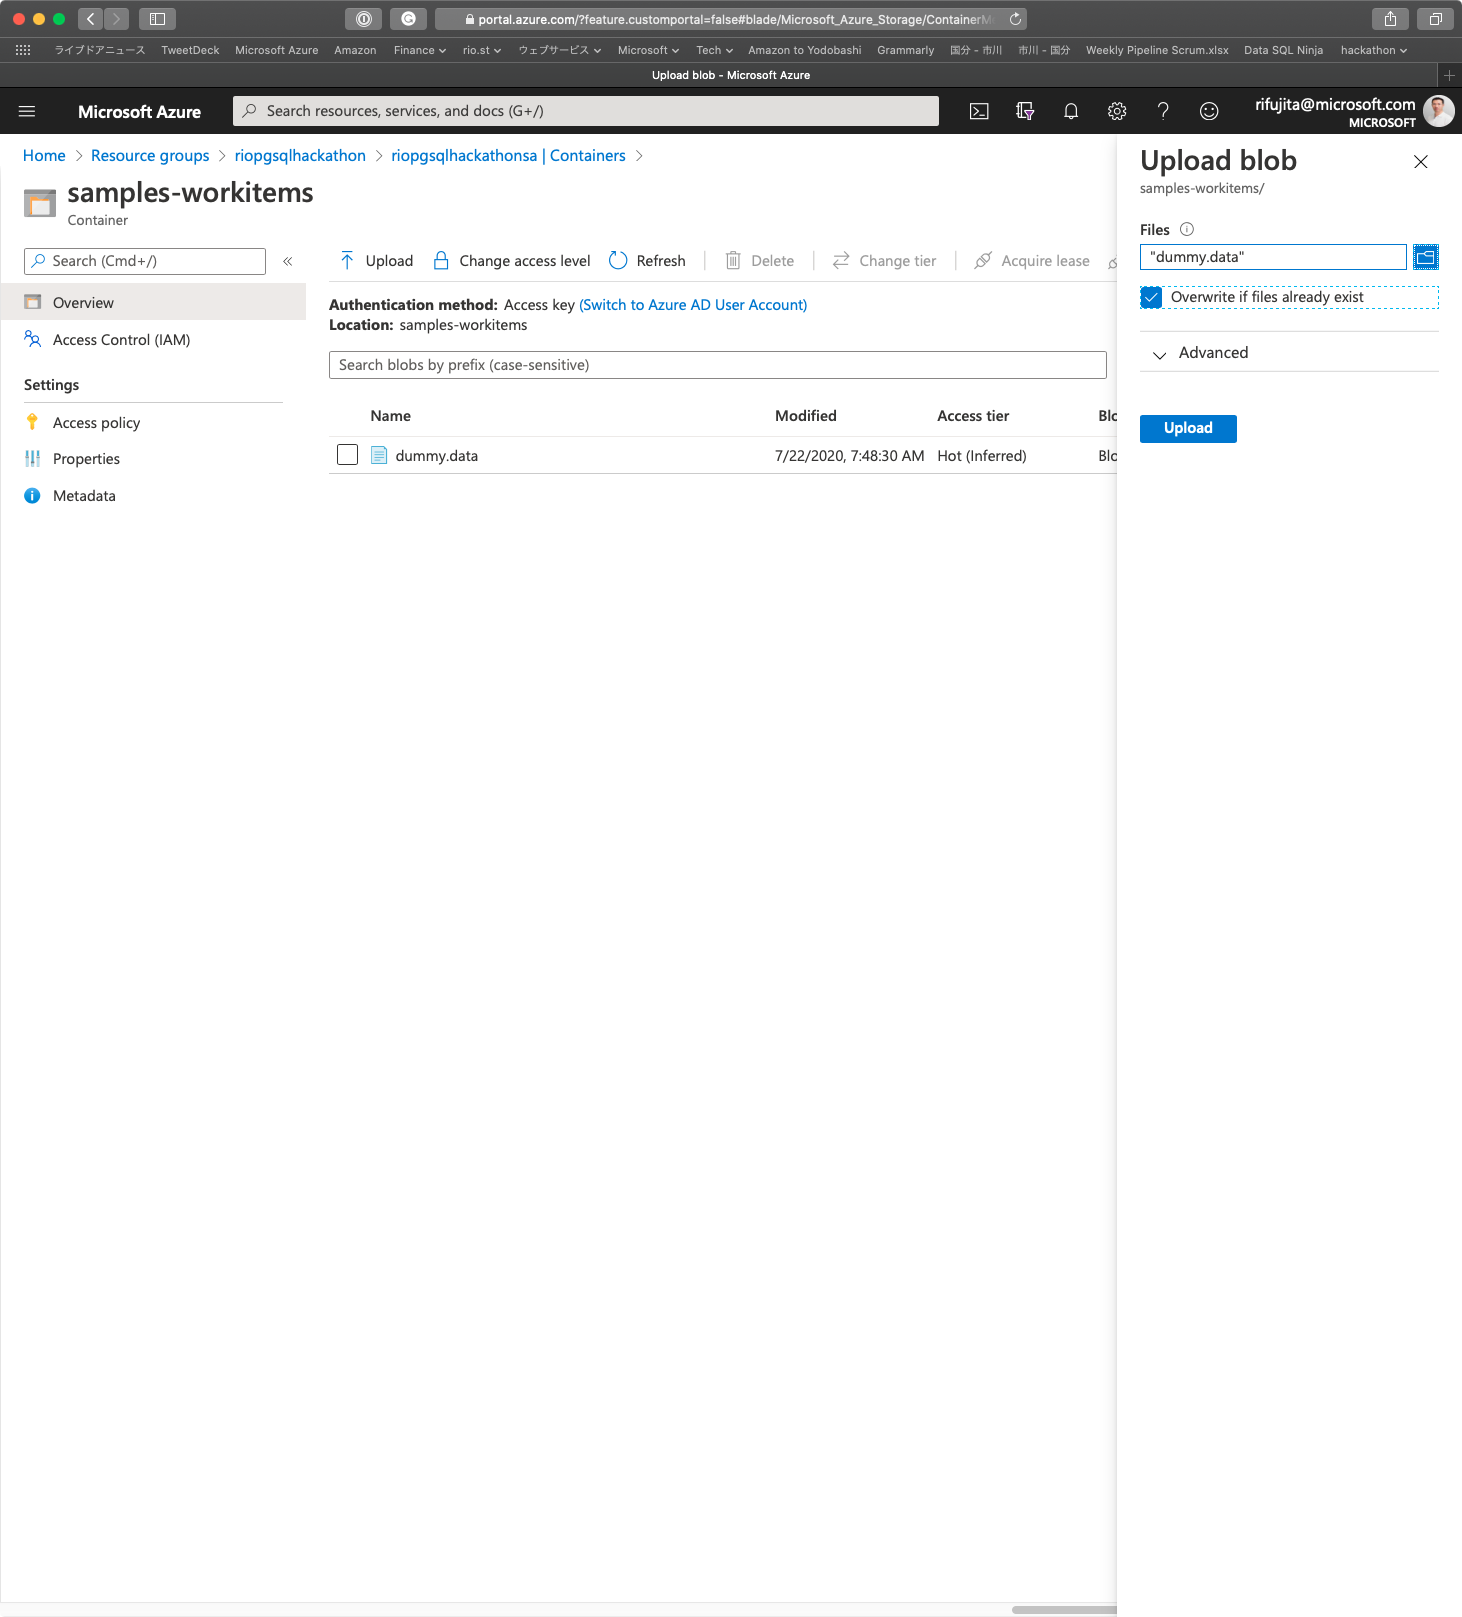 portal.azure.com/?feature.customportal=false#blade/Microsoft_Azure_Storage/ContainerM
ライブドアニュース TweetDeck Microsoft Azure Amazon Finance rio.st ウェブサービス Microsoft Tech Amazon to Yodobashi Grammarly 国分 - 市川 市川 - 国分 Weekly Pipeline Scrum.xlsx Data SQL Ninja hackathon
Upload blob - Microsoft Azure
Microsoft Azure
Search resources, services, and docs (G+/)
rifujita@microsoft.com
MICROSOFT
Home > Resource groups > riopgsqlhackathon > riopgsqlhackathonsa | Containers >
samples-workitems
Container
Search (Cmd+/)
«
Overview
Access Control (IAM)
Settings
Access policy
Properties
Metadata
Upload Change access level Refresh Delete Change tier Acquire lease
Authentication method: Access key (Switch to Azure AD User Account)
Location: samples-workitems
Search blobs by prefix (case-sensitive)
Name Modified Access tier Blo
dummy.data 7/22/2020, 7:48:30 AM Hot (Inferred) Blo
Upload blob
samples-workitems/
Files
"dummy.data"
Overwrite if files already exist
Advanced
Upload